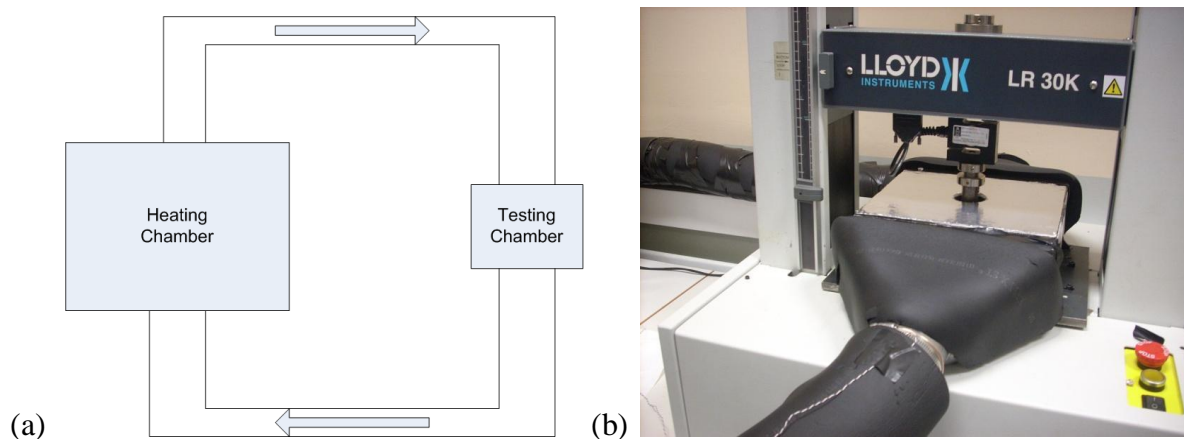 Heating
Chamber
Testing
Chamber
(a)
LLOYD
INSTRUMENTS
LR 30K
(b)